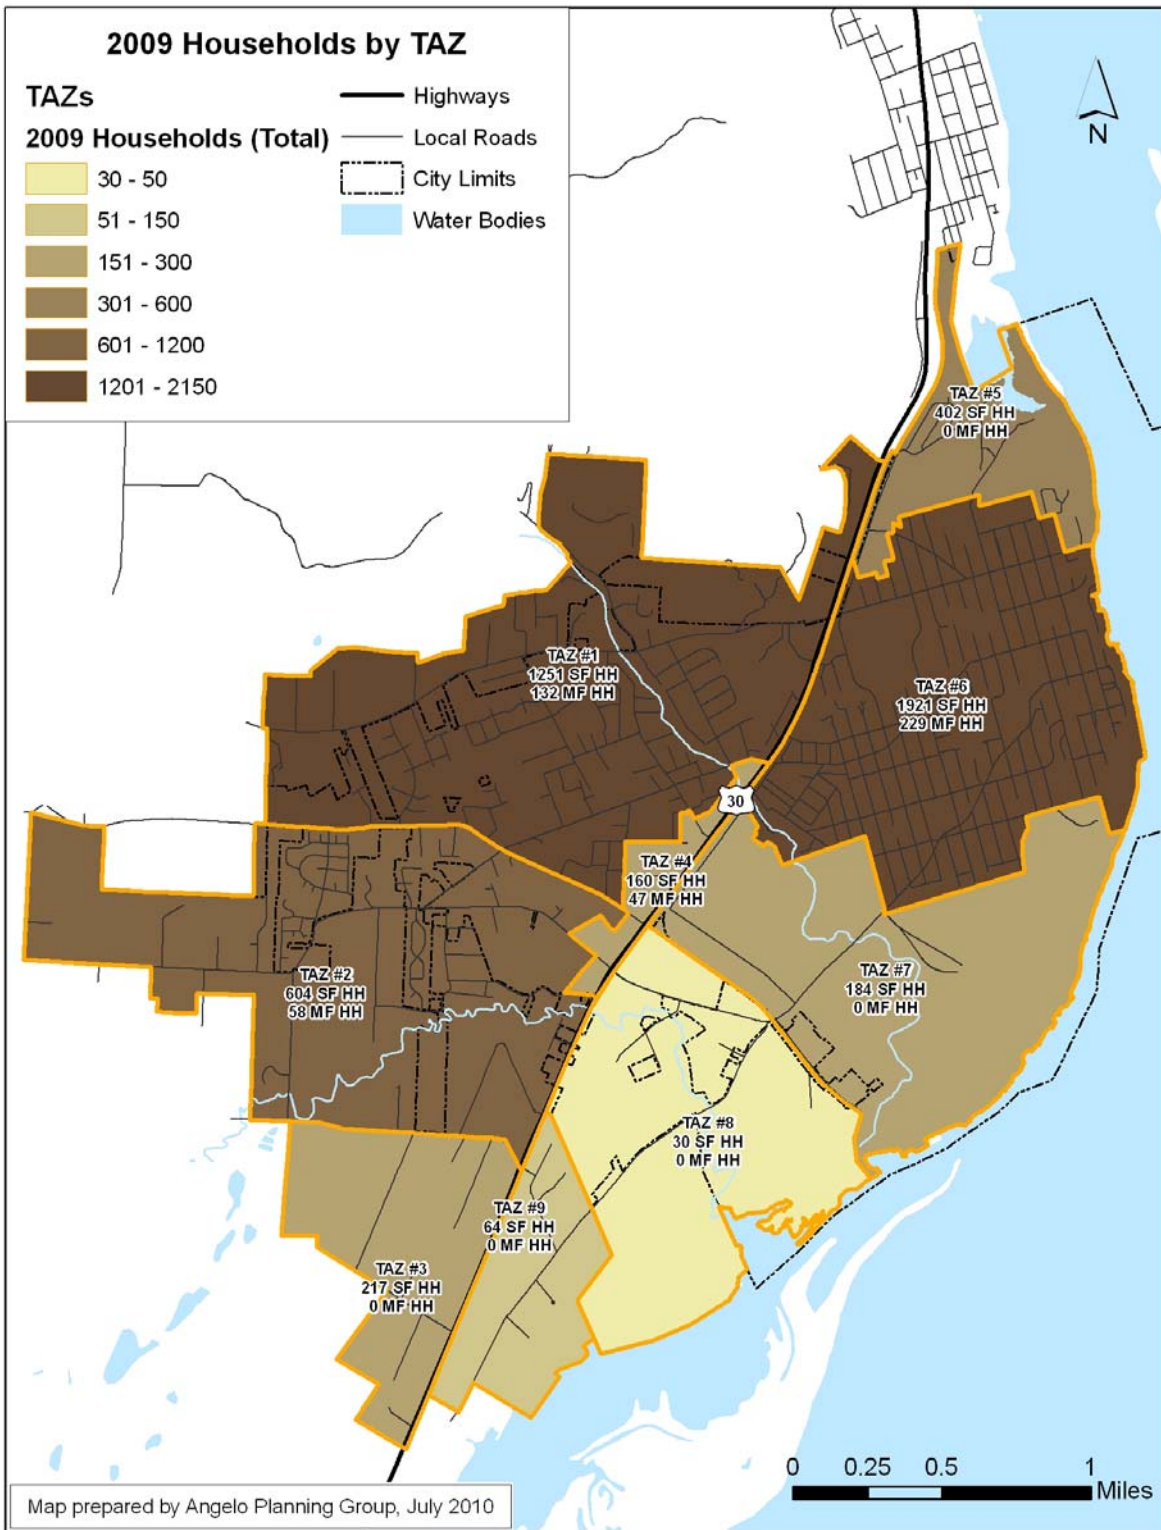 2009 Households by TAZ
TAZs
2009 Households (Total)
30 - 50
51 - 150
151 - 300
301 - 600
601 - 1200
1201 - 2150
Highways
Local Roads
City Limits
Water Bodies
N
TAZ #5
402 SF HH
0 MF HH
TAZ #1
1251 SF HH
132 MF HH
TAZ #6
1921 SF HH
229 MF HH
30
TAZ #4
160 SF HH
47 MF HH
TAZ #2
604 SF HH
58 MF HH
TAZ #7
184 SF HH
0 MF HH
TAZ #8
30 SF HH
0 MF HH
TAZ #9
64 SF HH
0 MF HH
TAZ #3
217 SF HH
0 MF HH
0 0.25 0.5 1
Miles
Map prepared by Angelo Planning Group, July 2010